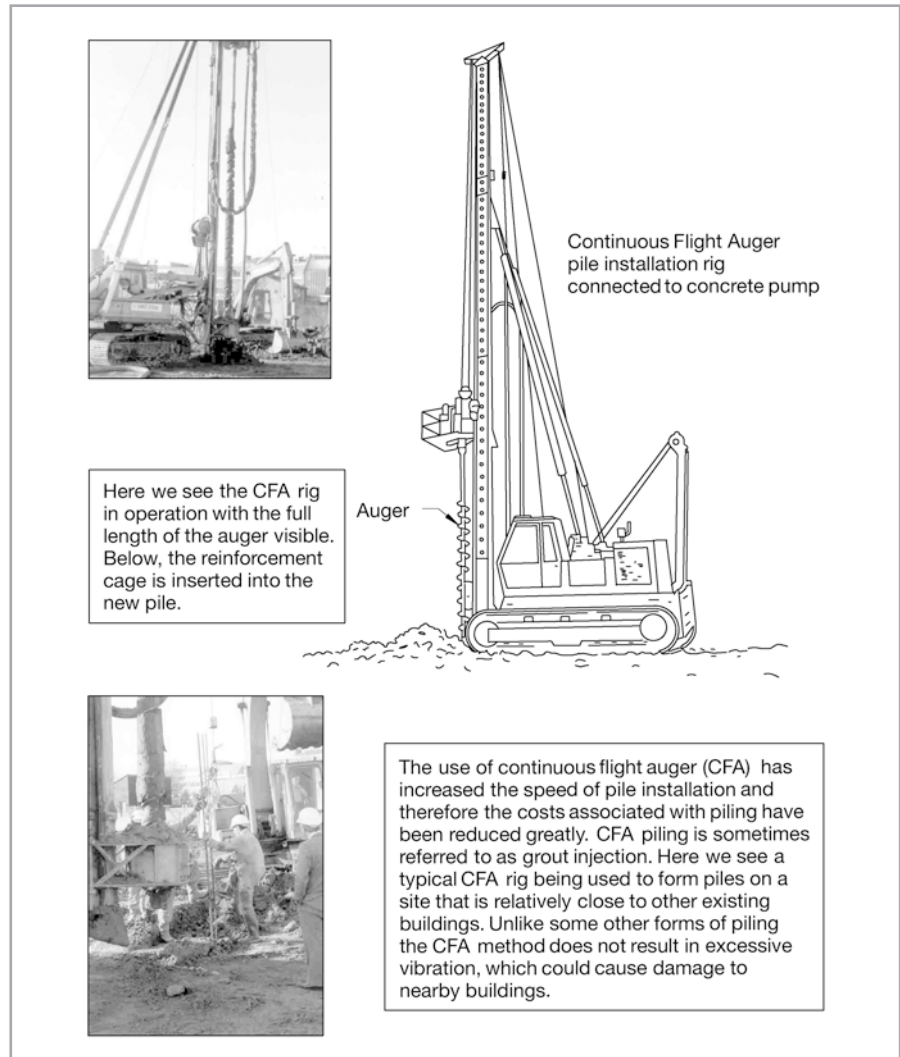 Continuous Flight Auger
pile installation rig
connected to concrete pump
Here we see the CFA rig
in operation with the full
length of the auger visible.
Below, the reinforcement
cage is inserted into the
new pile.
Auger
The use of continuous flight auger (CFA) has
increased the speed of pile installation and
therefore the costs associated with piling have
been reduced greatly. CFA piling is sometimes
referred to as grout injection. Here we see a
typical CFA rig being used to form piles on a
site that is relatively close to other existing
buildings. Unlike some other forms of piling
the CFA method does not result in excessive
vibration, which could cause damage to
nearby buildings.